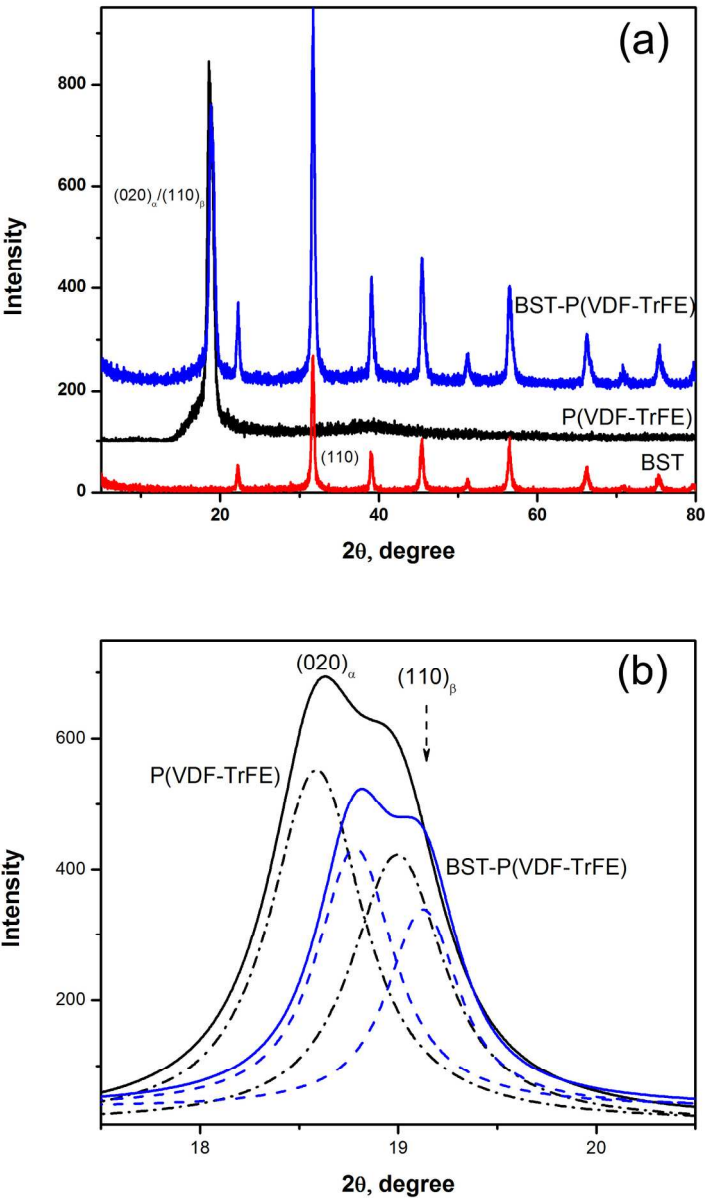 (a)
800
(020)α/(110)β
600
Intensity
400
BST-P(VDF-TrFE)
200
P(VDF-TrFE)
(110)
BST
0
20
40
60
80
2θ, degree
(b)
(020)α
(110)β
600
P(VDF-TrFE)
Intensity
400
BST-P(VDF-TrFE)
200
18
19
20
2θ, degree